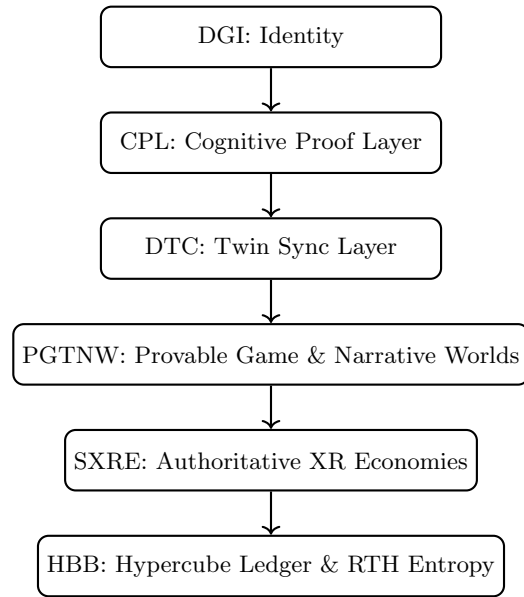 DGI: Identity
CPL: Cognitive Proof Layer
DTC: Twin Sync Layer
PGTNW: Provable Game & Narrative Worlds
SXRE: Authoritative XR Economies
HBB: Hypercube Ledger & RTH Entropy